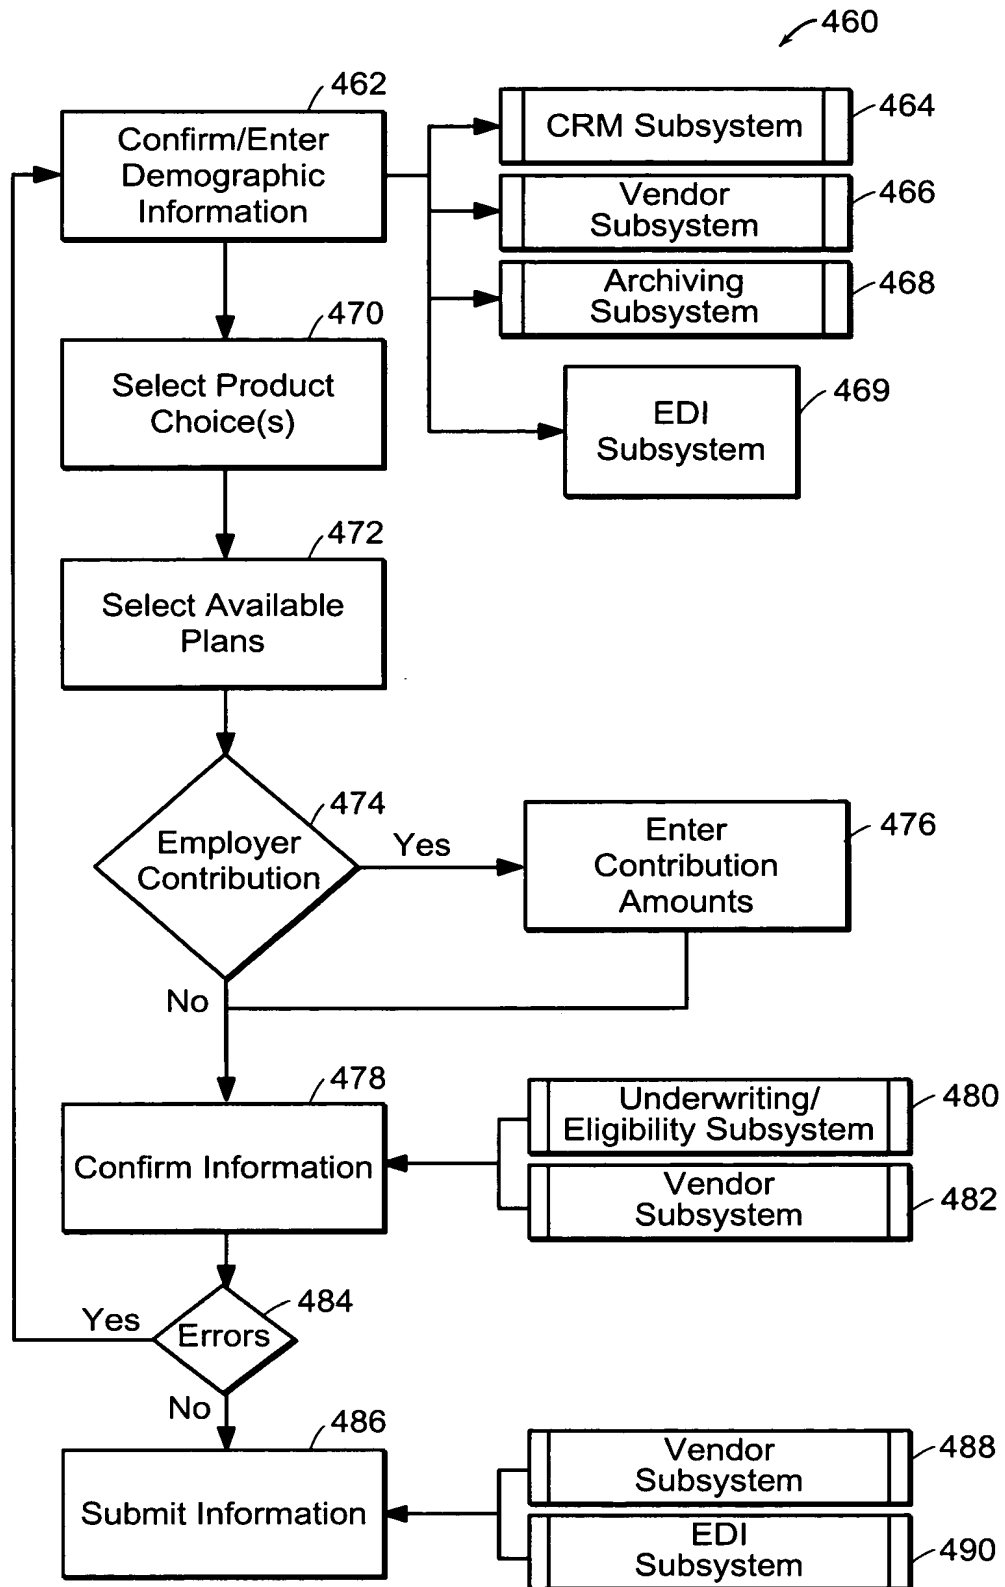 460
462
Confirm/Enter
Demographic
Information
CRM Subsystem
464
Vendor
Subsystem
466
Archiving
Subsystem
468
EDI
Subsystem
469
470
Select Product
Choice(s)
472
Select Available
Plans
474
Employer
Contribution
Yes
Enter
Contribution
Amounts
476
No
478
Confirm Information
Underwriting/
Eligibility Subsystem
480
Vendor
Subsystem
482
484
Errors
Yes
No
486
Submit Information
Vendor
Subsystem
488
EDI
Subsystem
490